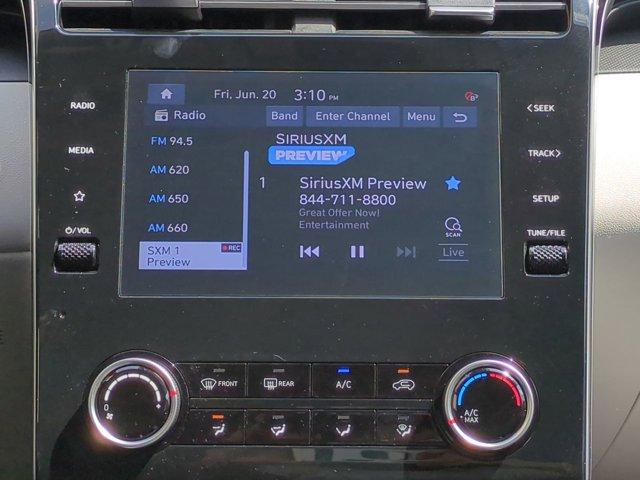 Fri, Jun. 20 3:10 PM
Radio Band Enter Channel Menu
FM 94.5
AM 620
AM 650
AM 660
SXM 1 REC
Preview
SIRIUSXM
PREVIEW
1 SiriusXM Preview
844-711-8800
Great Offer Now!
Entertainment
SCAN
Live
RADIO
MEDIA
VOL
< SEEK
TRACK >
SETUP
TUNE/FILE
FRONT
REAR
A/C
0
A/C
MAX